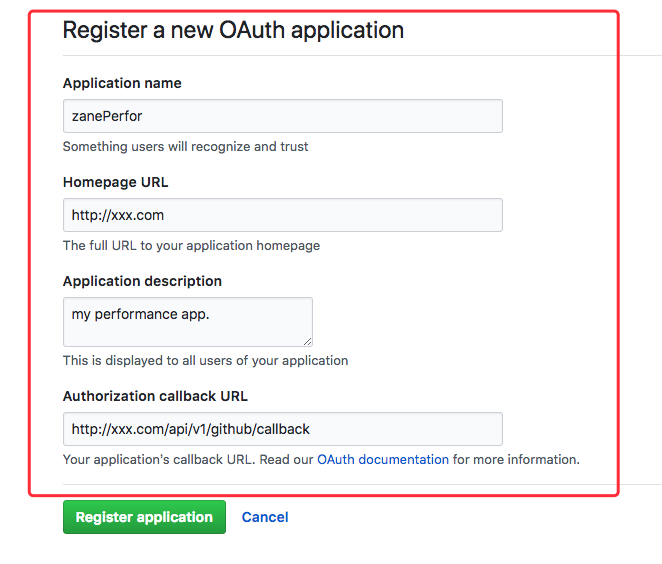 Register a new OAuth application
Application name
zanePerfor
Something users will recognize and trust
Homepage URL
http://xxx.com
The full URL to your application homepage
Application description
my performance app.
This is displayed to all users of your application
Authorization callback URL
http://xxx.com/api/v1/github/callback
Your application's callback URL. Read our OAuth documentation for more information.
Register application Cancel